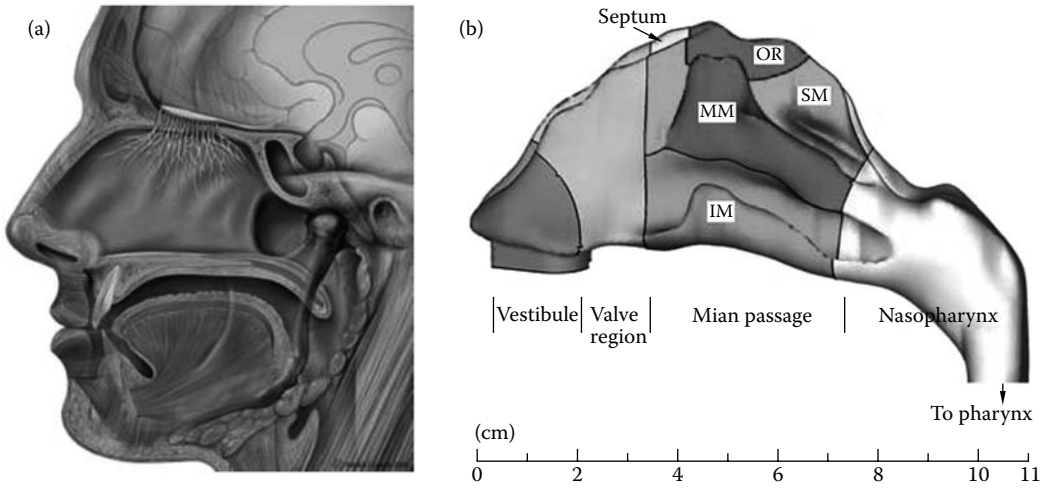 (a)
(b)
Septum
OR
SM
MM
IM
Vestibule
Valve
region
Mian passage
Nasopharynx
To pharynx
(cm)
0 2 4 6 8 10 11